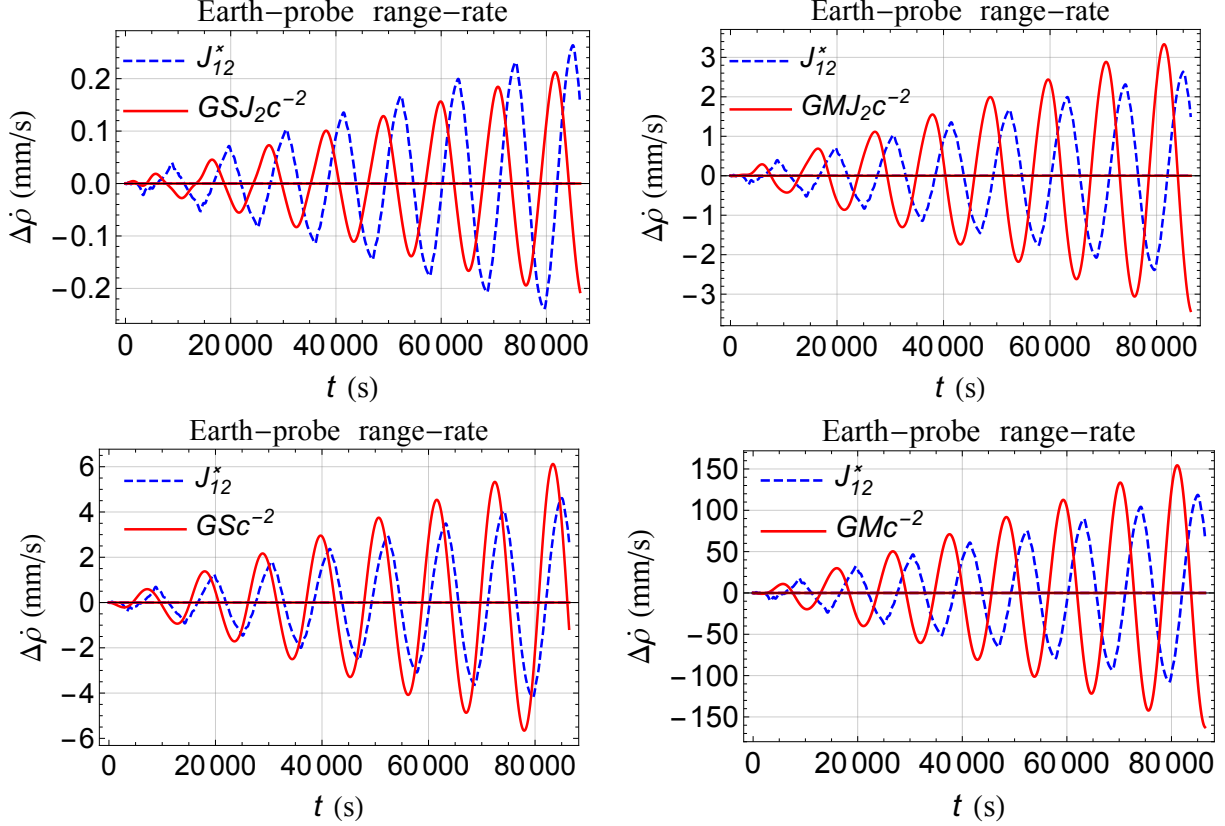 Earth−probe range−rate
J*12
GSJ2c−2
Δρ̇ (mm/s)
0.2
0.1
0.0
−0.1
−0.2
0 20 000 40 000 60 000 80 000
t (s)
Earth−probe range−rate
J*12
GMJ2c−2
Δρ̇ (mm/s)
3
2
1
0
−1
−2
−3
0 20 000 40 000 60 000 80 000
t (s)
Earth−probe range−rate
J*12
GSc−2
Δρ̇ (mm/s)
6
4
2
0
−2
−4
−6
0 20 000 40 000 60 000 80 000
t (s)
Earth−probe range−rate
J*12
GMc−2
Δρ̇ (mm/s)
150
100
50
0
−50
−100
−150
0 20 000 40 000 60 000 80 000
t (s)